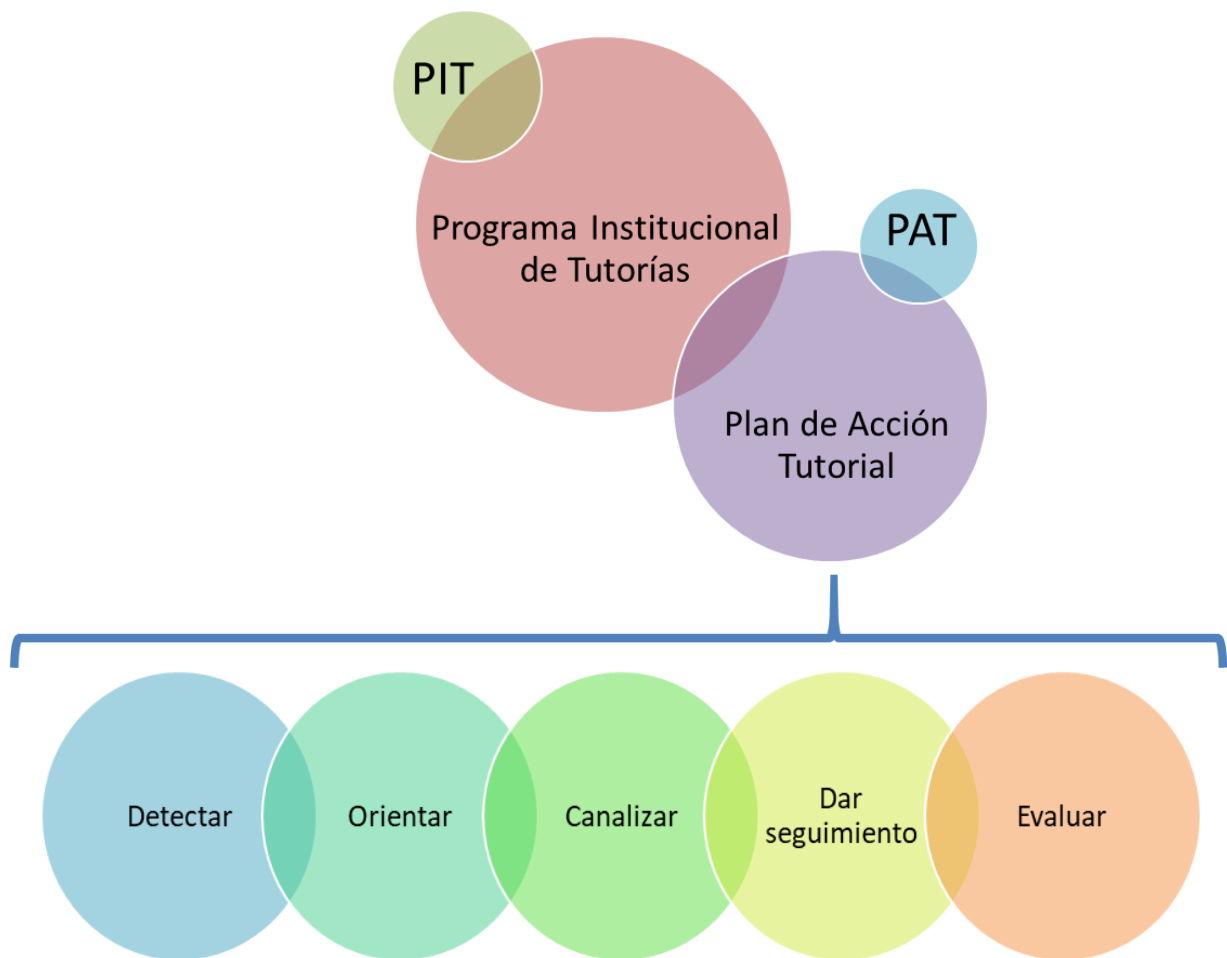 PIT
Programa Institucional
de Tutorías
PAT
Plan de Acción
Tutorial
Detectar
Orientar
Canalizar
Dar
seguimiento
Evaluar